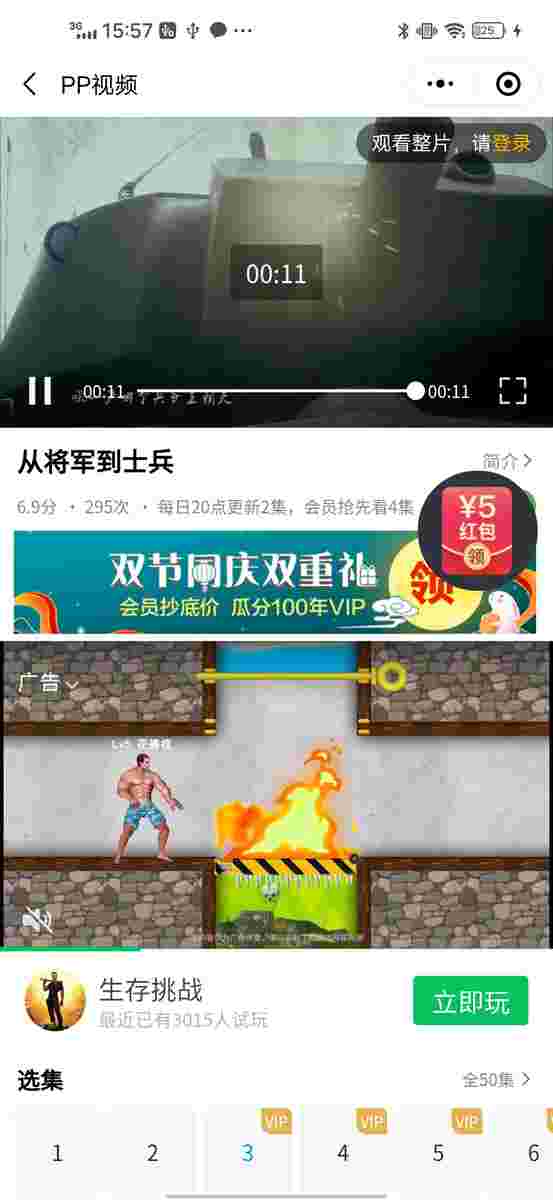 3G 15:57 25
PP视频
观看整片，请登录
00:11
00:11 00:11
从将军到士兵
简介
6.9分 · 295次 · 每日20点更新2集，会员抢先看4集
¥5
红包
领
双节同庆双重礼
会员抄底价 瓜分100年VIP
领
广告
生存挑战
最近已有3015人试玩
立即玩
选集
全50集
VIP VIP VIP
1 2 3 4 5 6